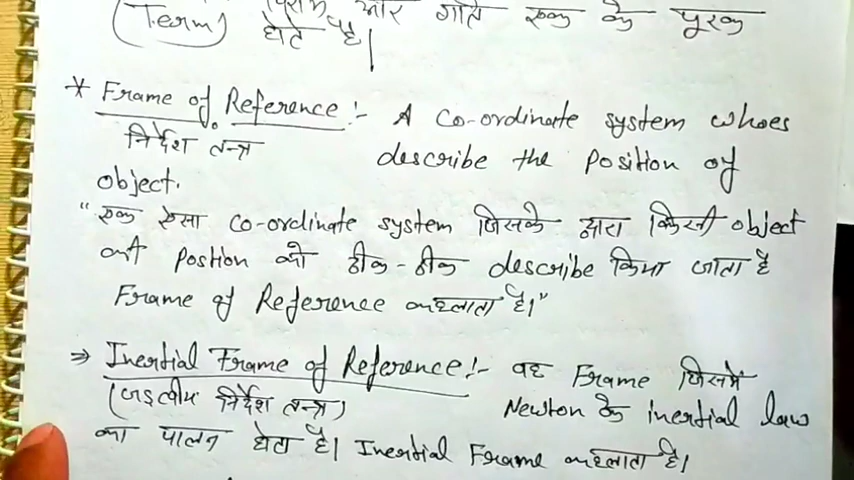 विराम और गति एक के पूरक
(Term) होते है।
* Frame of Reference :- A co-ordinate system whoes
निर्देश तन्त्र describe the position of
object.
"एक ऐसा co-ordinate system जिसके द्वारा किसी object
की postion को ठीक-ठीक describe किया जाता है
Frame of Reference कहलाता है।"
⇒ Inertial Frame of Reference :- वह Frame जिसमें
(जड़त्वीय निर्देश तन्त्र) Newton के inertial law
का पालन होता है। Inertial Frame कहलाता है।